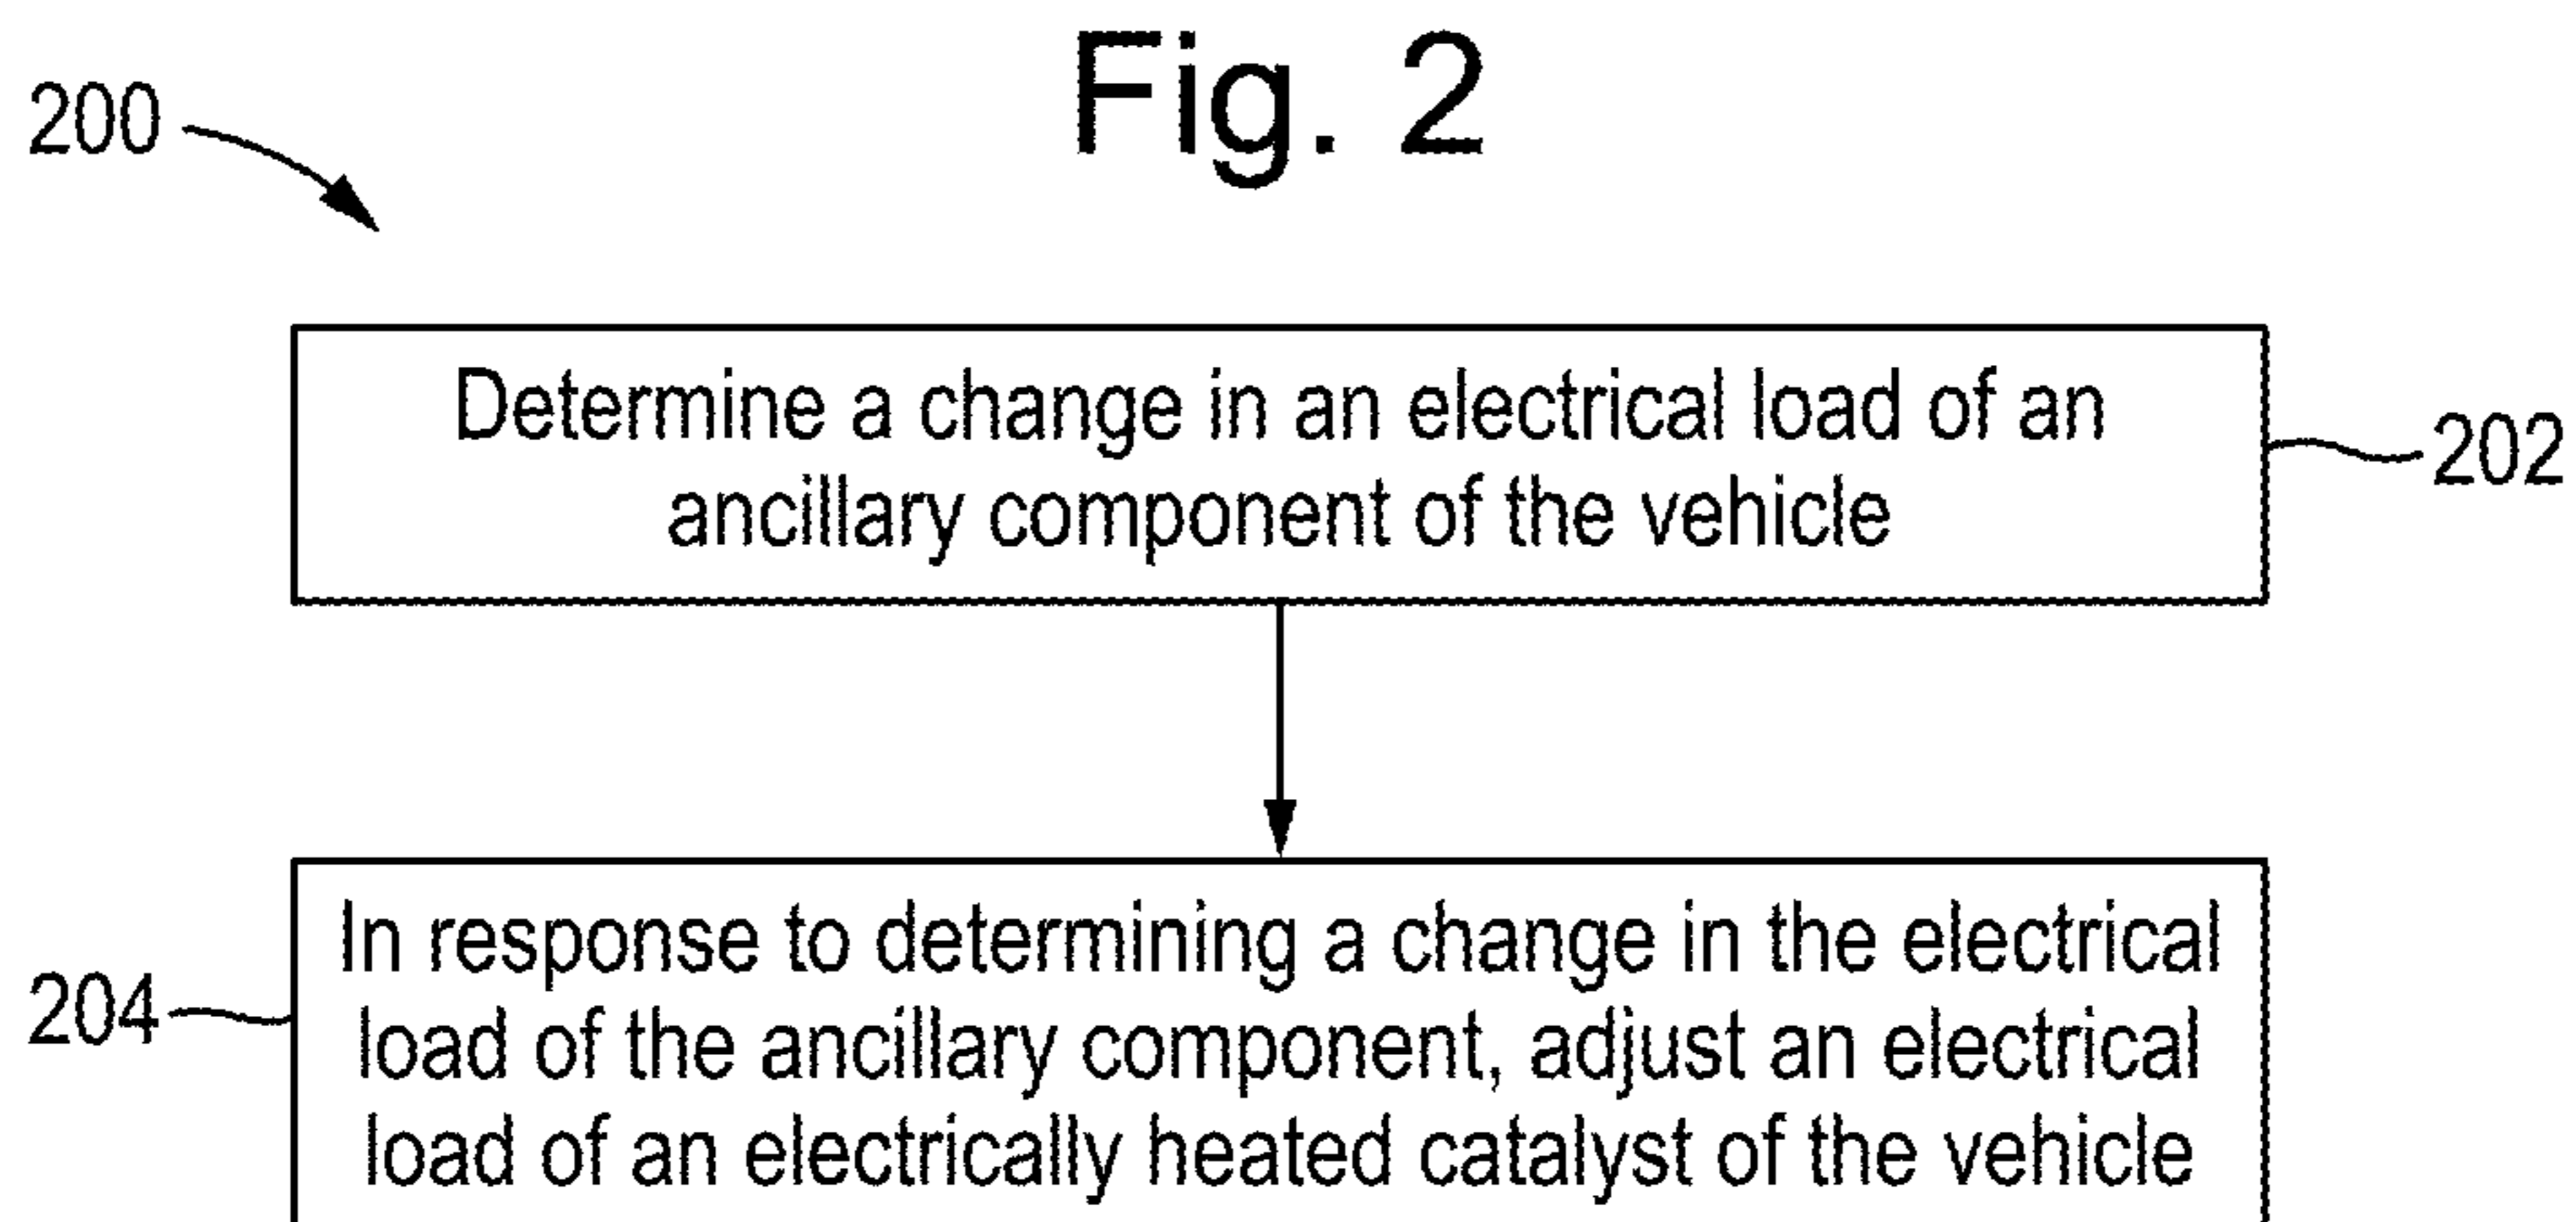 Fig. 2
200
Determine a change in an electrical load of an
ancillary component of the vehicle
202
In response to determining a change in the electrical
load of the ancillary component, adjust an electrical
load of an electrically heated catalyst of the vehicle
204